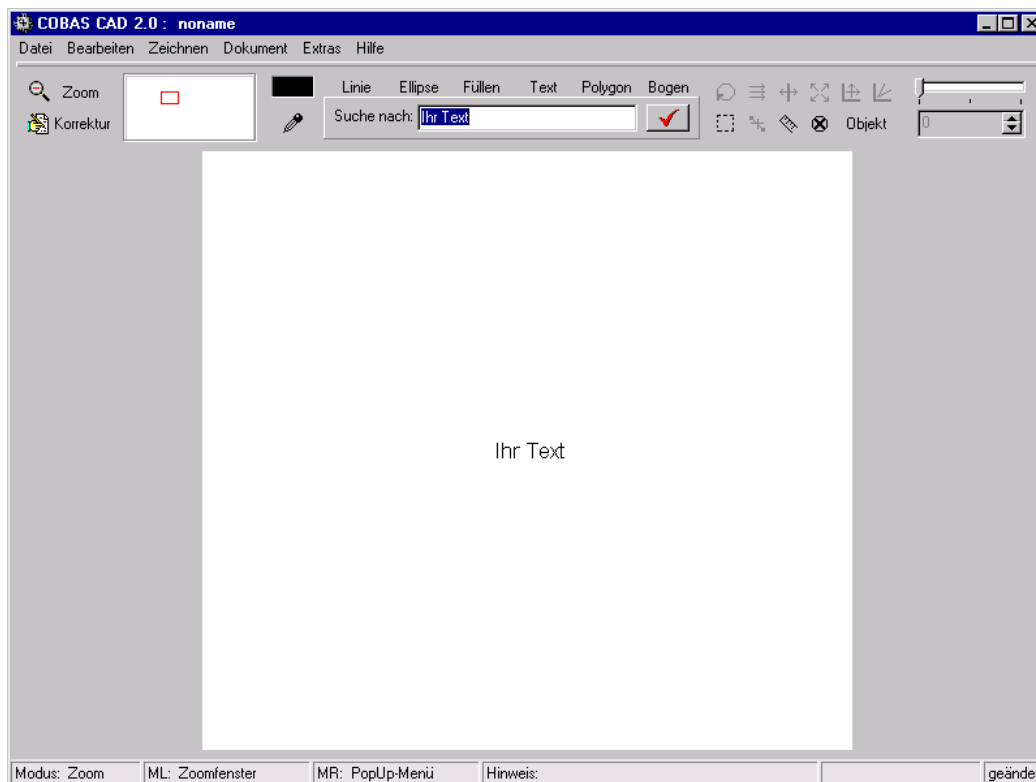 COBAS CAD 2.0 : noname
Datei Bearbeiten Zeichnen Dokument Extras Hilfe
Zoom
Korrektur
Linie Ellipse Füllen Text Polygon Bogen
Suche nach: Ihr Text
Objekt
0
Ihr Text
Modus: Zoom ML: Zoomfenster MR: PopUp-Menü Hinweis: geände